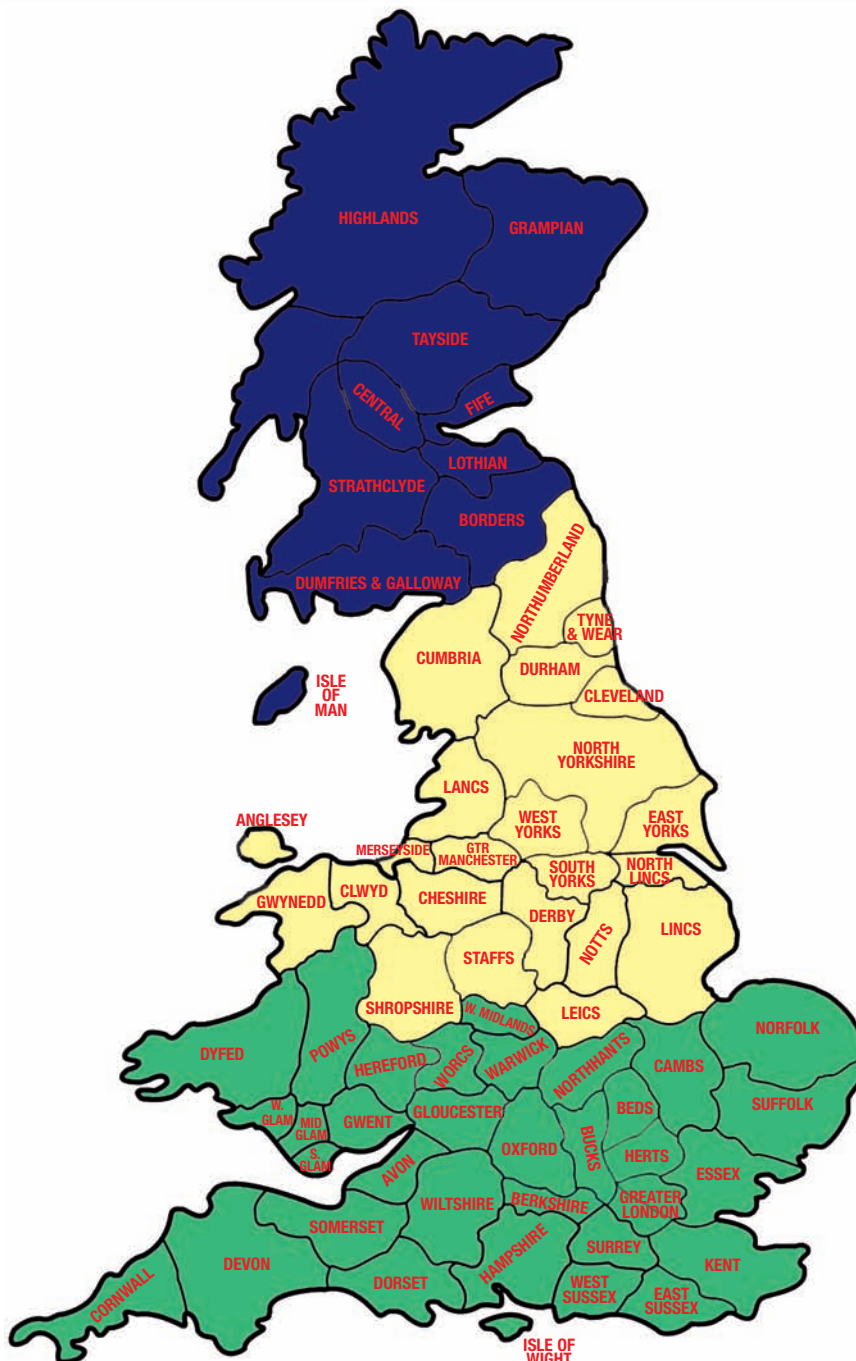 HIGHLANDS
GRAMPIAN
TAYSIDE
CENTRAL
FIFE
LOTHIAN
STRATHCLYDE
BORDERS
DUMFRIES & GALLOWAY
NORTHUMBERLAND
TYNE
& WEAR
CUMBRIA
DURHAM
CLEVELAND
ISLE
OF
MAN
NORTH
YORKSHIRE
LANCS
WEST
YORKS
EAST
YORKS
ANGLESEY
MERSEYSIDE
GTR
MANCHESTER
SOUTH
YORKS
NORTH
LINCS
GWYNEDD
CLWYD
CHESHIRE
DERBY
NOTTS
LINCS
STAFFS
SHROPSHIRE
W. MIDLANDS
LEICS
NORFOLK
DYFED
POWYS
HEREFORD
WORCS
WARWICK
NORTHHANTS
CAMBS
SUFFOLK
W.
GLAM
MID
GLAM
S.
GLAM
GWENT
GLOUCESTER
OXFORD
BUCKS
BEDS
HERTS
ESSEX
AVON
WILTSHIRE
BERKSHIRE
GREATER
LONDON
SOMERSET
HAMPSHIRE
SURREY
KENT
CORNWALL
DEVON
DORSET
WEST
SUSSEX
EAST
SUSSEX
ISLE OF
WIGHT